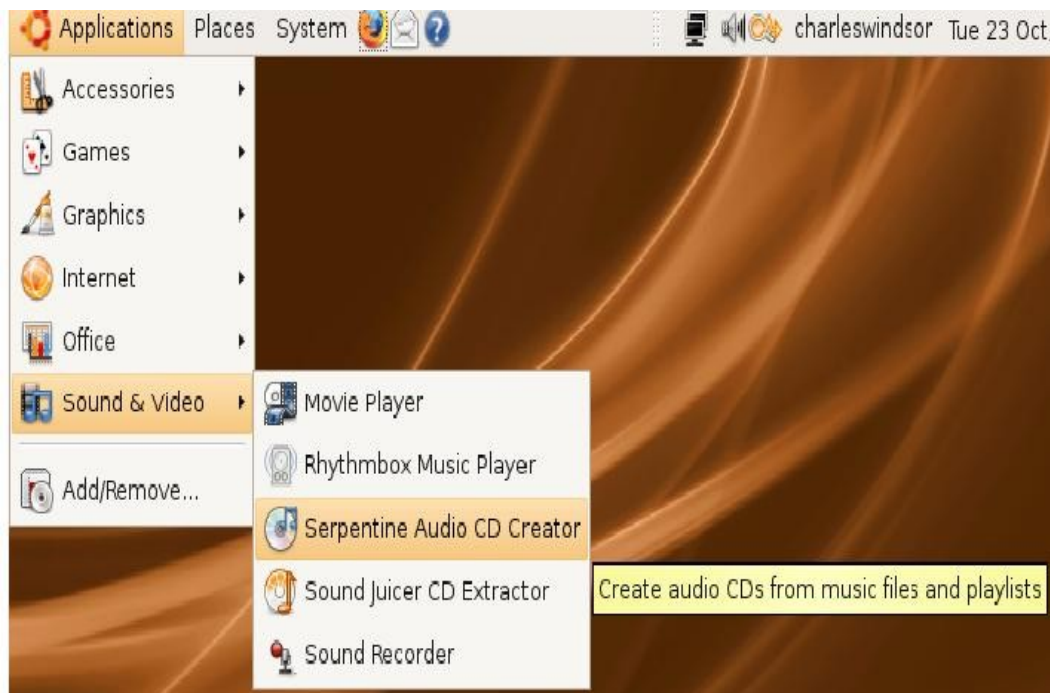 Applications Places System charleswindsor Tue 23 Oct,
Accessories
Games
Graphics
Internet
Office
Sound & Video
Add/Remove...
Movie Player
Rhythmbox Music Player
Serpentine Audio CD Creator
Sound Juicer CD Extractor
Sound Recorder
Create audio CDs from music files and playlists